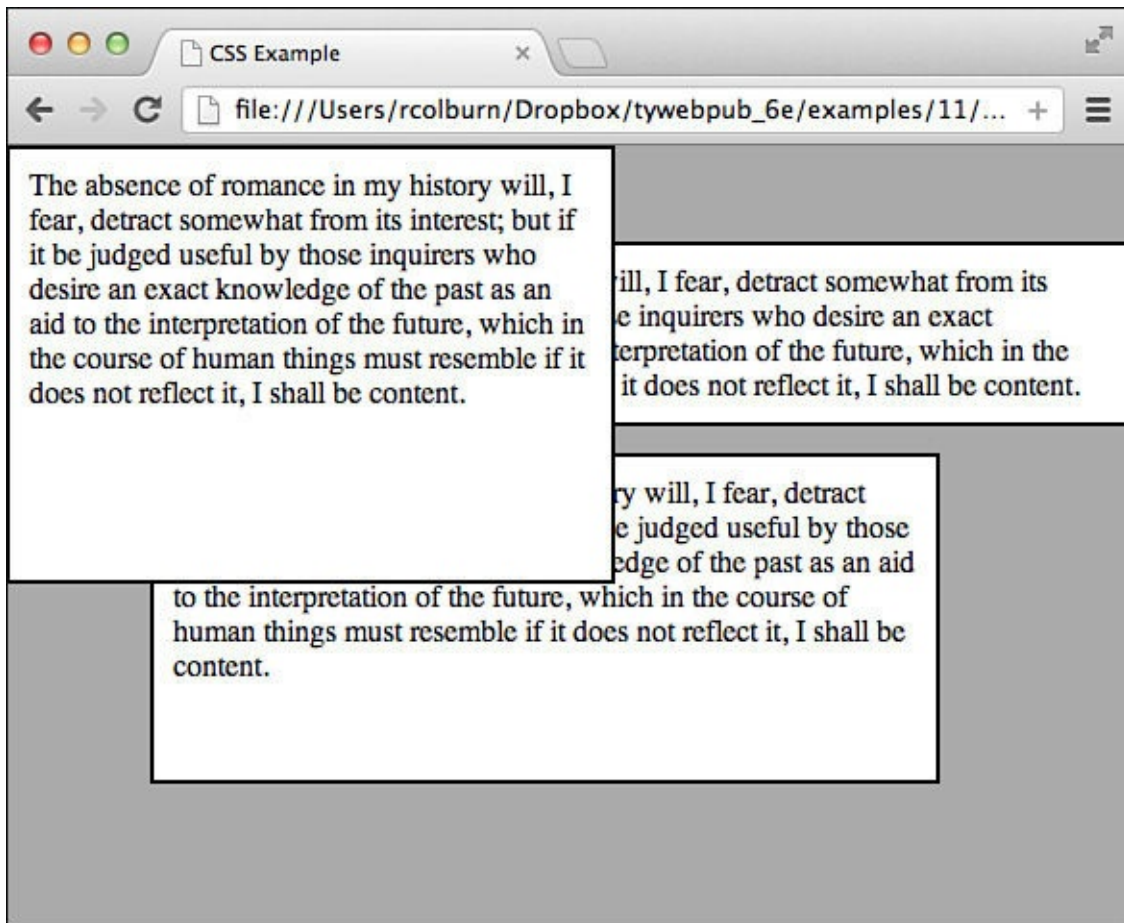 CSS Example
file:///Users/rcolburn/Dropbox/tywebpub_6e/examples/11/...
The absence of romance in my history will, I
fear, detract somewhat from its interest; but if
it be judged useful by those inquirers who
desire an exact knowledge of the past as an
aid to the interpretation of the future, which in
the course of human things must resemble if it
does not reflect it, I shall be content.
ill, I fear, detract somewhat from its
e inquirers who desire an exact
terpretation of the future, which in the
it does not reflect it, I shall be content.
ry will, I fear, detract
e judged useful by those
edge of the past as an aid
to the interpretation of the future, which in the course of
human things must resemble if it does not reflect it, I shall be
content.